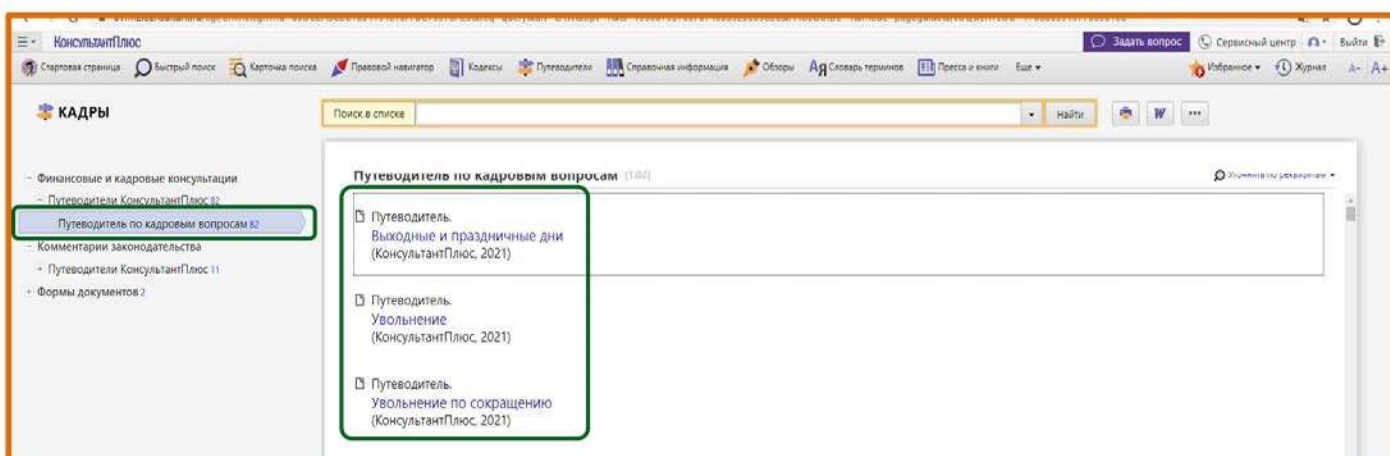 КонсультантПлюс
Задать вопрос Сервисный центр Выйти
Стартовая страница Быстрый поиск Карточка поиска Правовой навигатор Кодексы Путеводители Справочная информация Обзоры Словарь терминов Пресса и книги Еще Избранное Журнал A- A+
КАДРЫ
Поиск в списке Найти W ...
Финансовые и кадровые консультации
Путеводители КонсультантПлюс 82
Путеводитель по кадровым вопросам 82
Комментарии законодательства
Путеводители КонсультантПлюс 11
Формы документов 2
Путеводитель по кадровым вопросам
Уточнить по реквизитам
Путеводитель.
Выходные и праздничные дни
(КонсультантПлюс, 2021)
Путеводитель.
Увольнение
(КонсультантПлюс, 2021)
Путеводитель.
Увольнение по сокращению
(КонсультантПлюс, 2021)